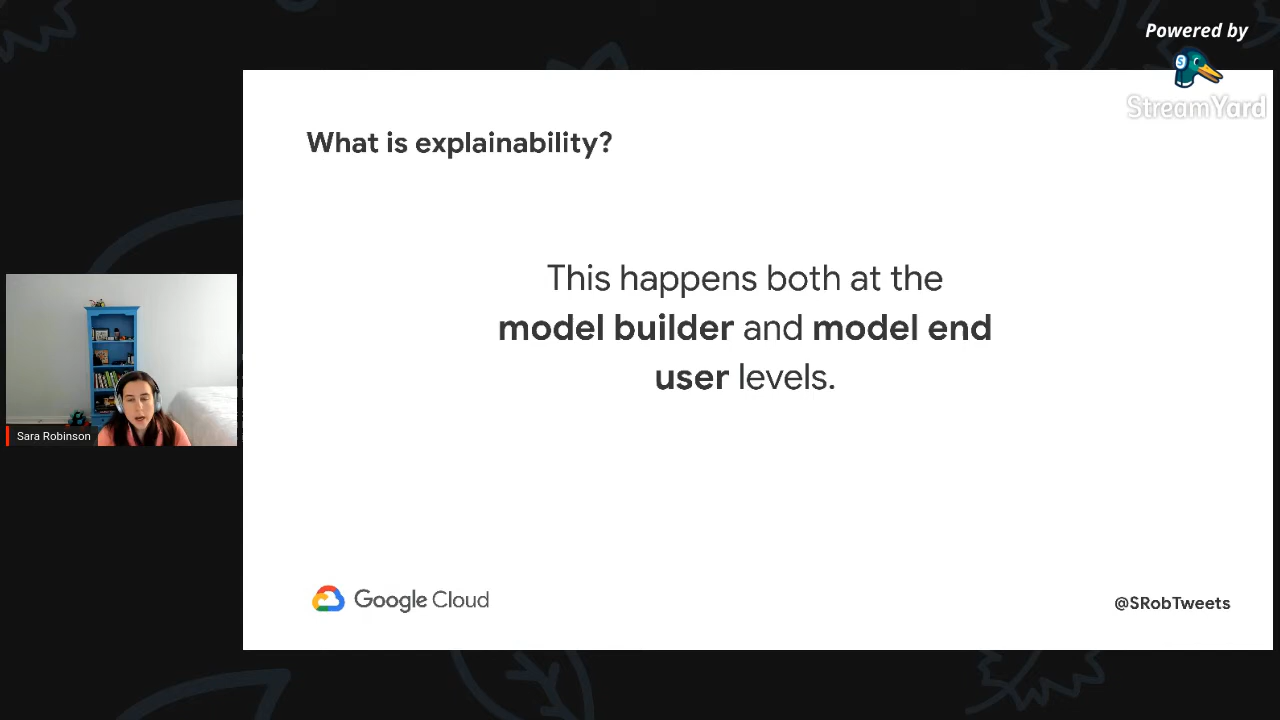 Powered by
StreamYard
What is explainability?
This happens both at the
model builder and model end
user levels.
Sara Robinson
Google Cloud
@SRobTweets